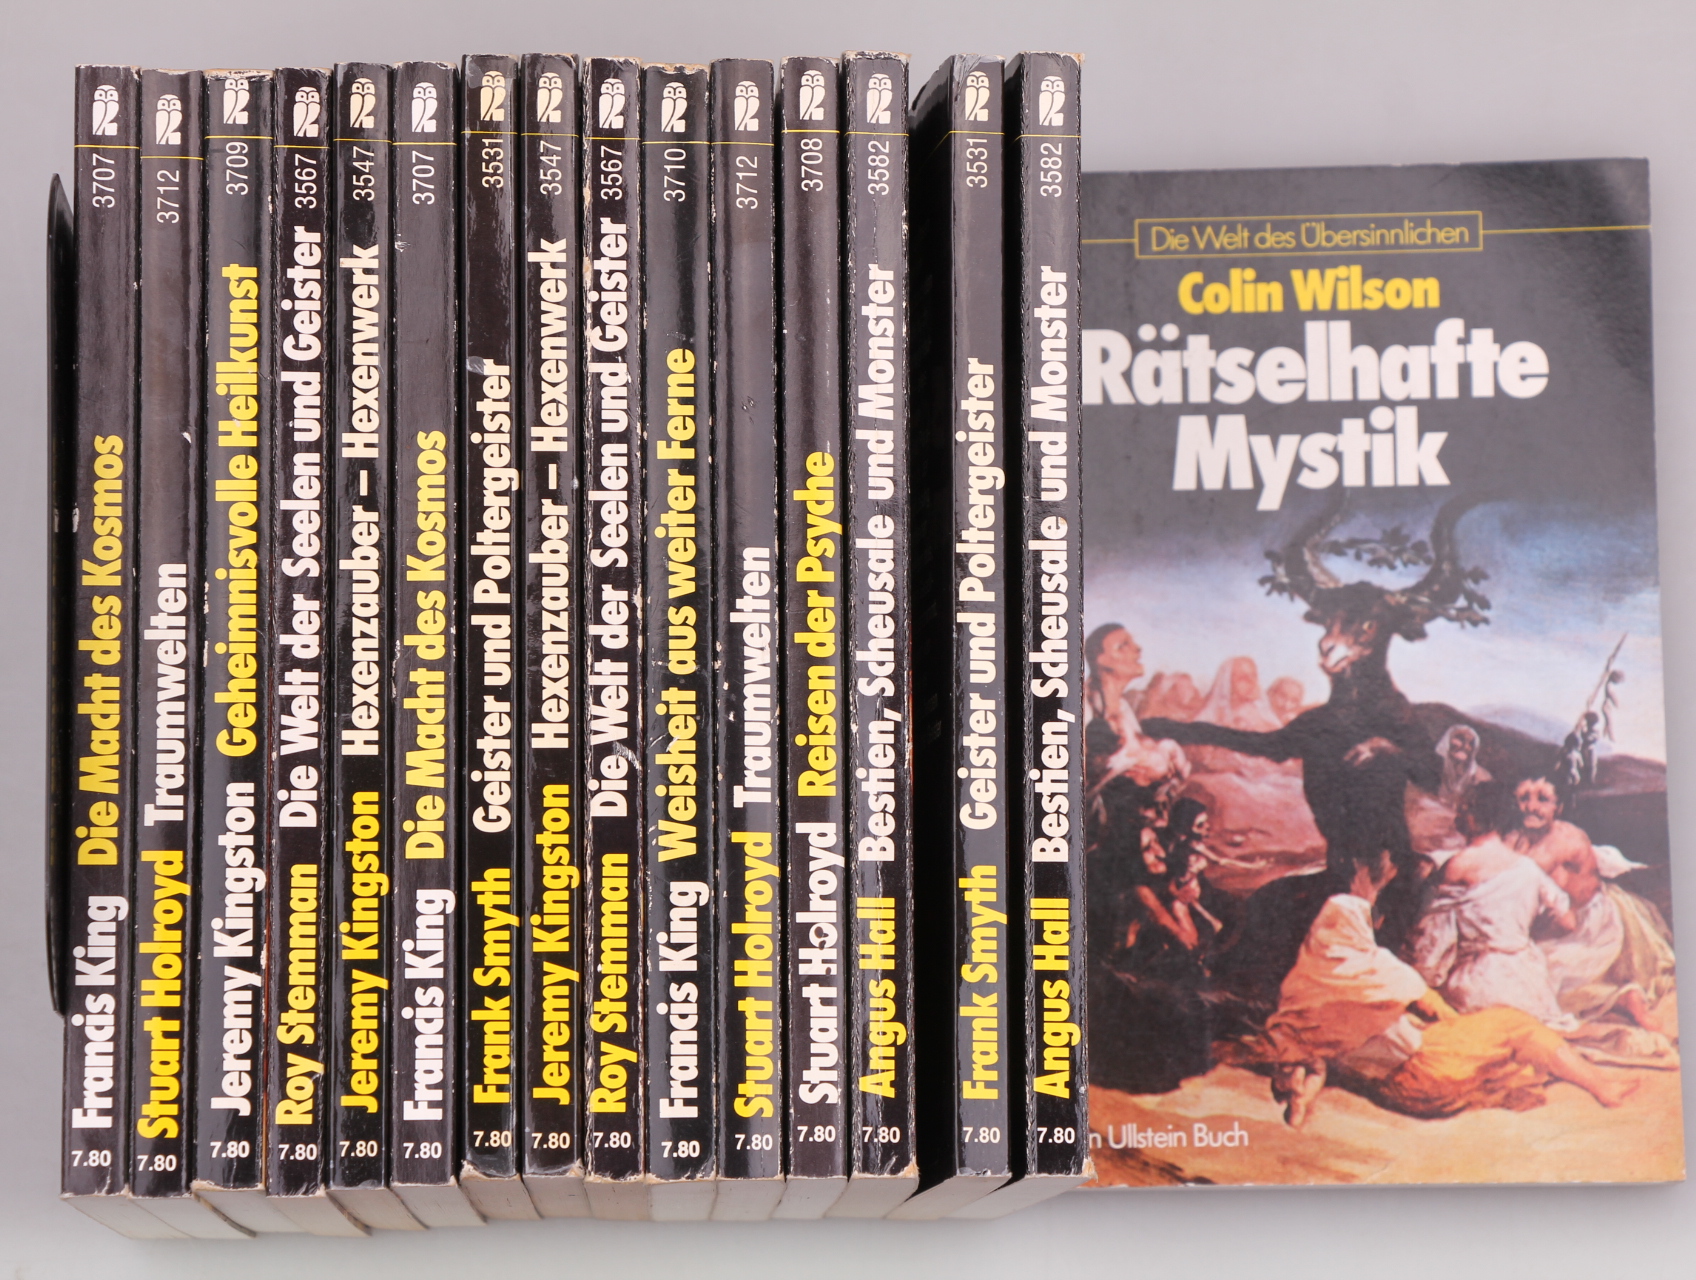 3707
Francis King Die Macht des Kosmos
7.80
3712
Stuart Holroyd Traumwelten
7.80
3709
Jeremy Kingston Geheimnisvolle Heilkunst
7.80
3567
Roy Stemman Die Welt der Seelen und Geister
7.80
3547
Jeremy Kingston Hexenzauber – Hexenwerk
7.80
3707
Francis King Die Macht des Kosmos
7.80
3531
Frank Smyth Geister und Poltergeister
7.80
3547
Jeremy Kingston Hexenzauber – Hexenwerk
7.80
3567
Roy Stemman Die Welt der Seelen und Geister
7.80
3710
Francis King Weisheit aus weiter Ferne
7.80
3712
Stuart Holroyd Traumwelten
7.80
3708
Stuart Holroyd Reisen der Psyche
7.80
3582
Angus Hall Bestien, Scheusale und Monster
7.80
3531
Frank Smyth Geister und Poltergeister
7.80
3582
Angus Hall Bestien, Scheusale und Monster
7.80
Die Welt des Übersinnlichen
Colin Wilson
Rätselhafte
Mystik
n Ullstein Buch